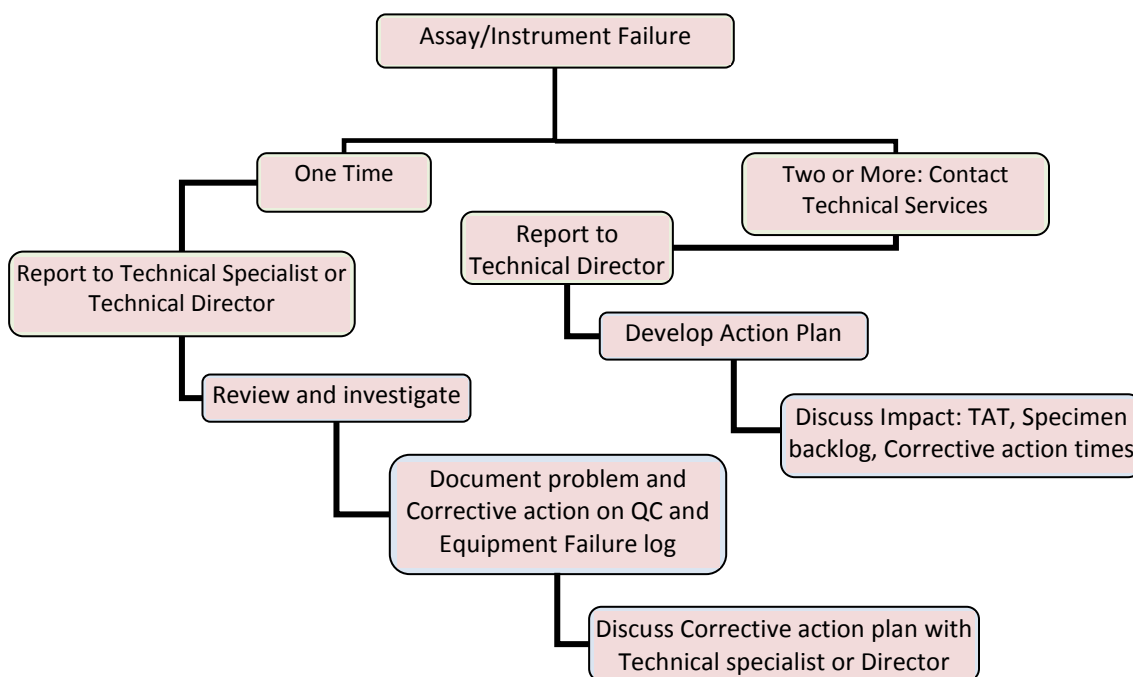 Assay/Instrument Failure
One Time
Two or More: Contact
Technical Services
Report to
Technical Director
Report to Technical Specialist or
Technical Director
Develop Action Plan
Review and investigate
Discuss Impact: TAT, Specimen
backlog, Corrective action times
Document problem and
Corrective action on QC and
Equipment Failure log
Discuss Corrective action plan with
Technical specialist or Director